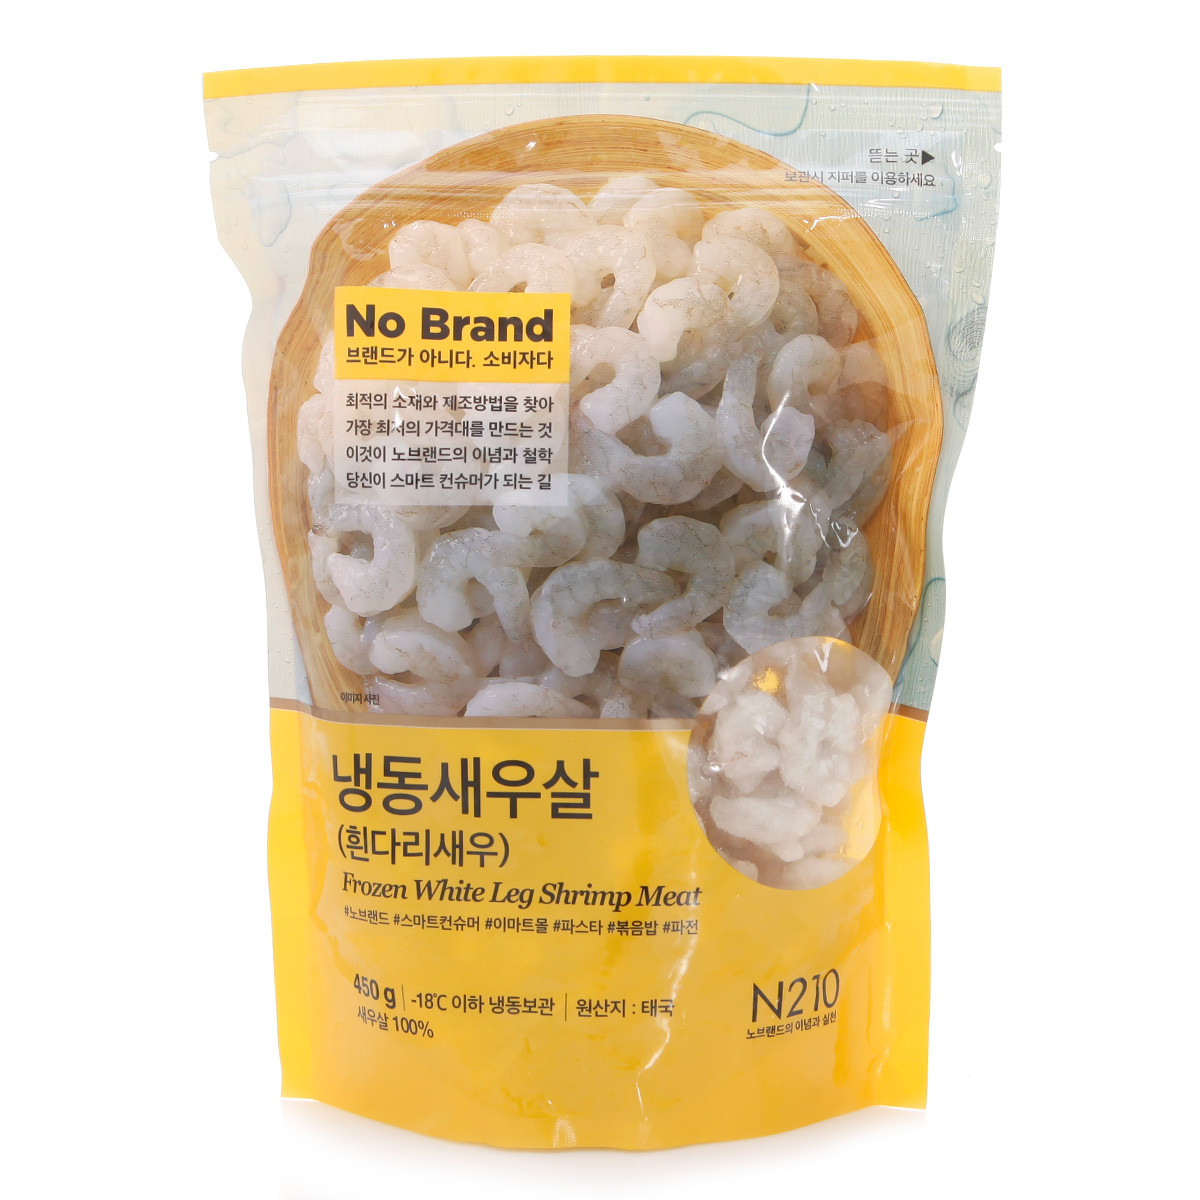 뜯는 곳▶
보관시 지퍼를 이용하세요
No Brand
브랜드가 아니다. 소비자다
최적의 소재와 제조방법을 찾아
가장 최저의 가격대를 만드는 것
이것이 노브랜드의 이념과 철학
당신이 스마트 컨슈머가 되는 길
이미지 사진
냉동새우살
(흰다리새우)
Frozen White Leg Shrimp Meat
#노브랜드 #스마트컨슈머 #이마트몰 #파스타 #볶음밥 #파전
450 g | -18℃ 이하 냉동보관 | 원산지 : 태국
새우살 100%
N210
노브랜드의 이념과 실천